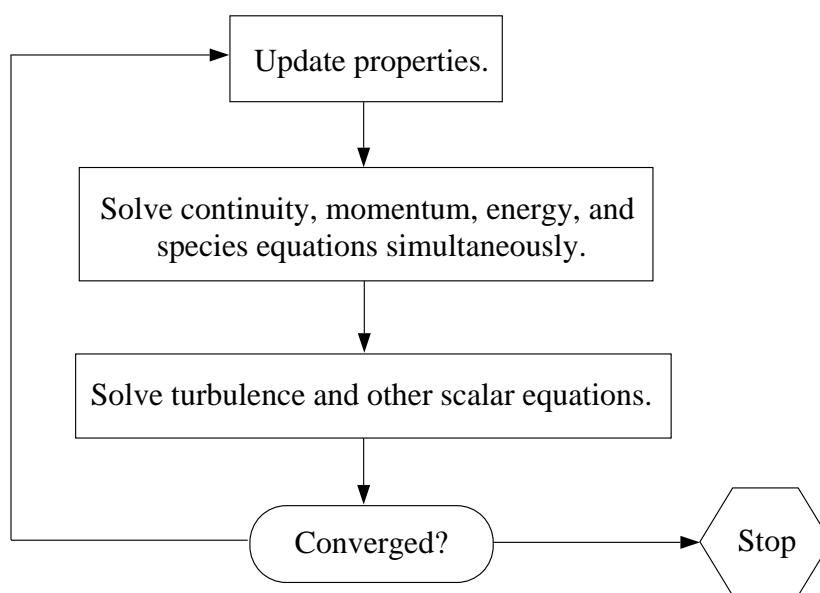 Update properties.
Solve continuity, momentum, energy, and
species equations simultaneously.
Solve turbulence and other scalar equations.
Converged?
Stop